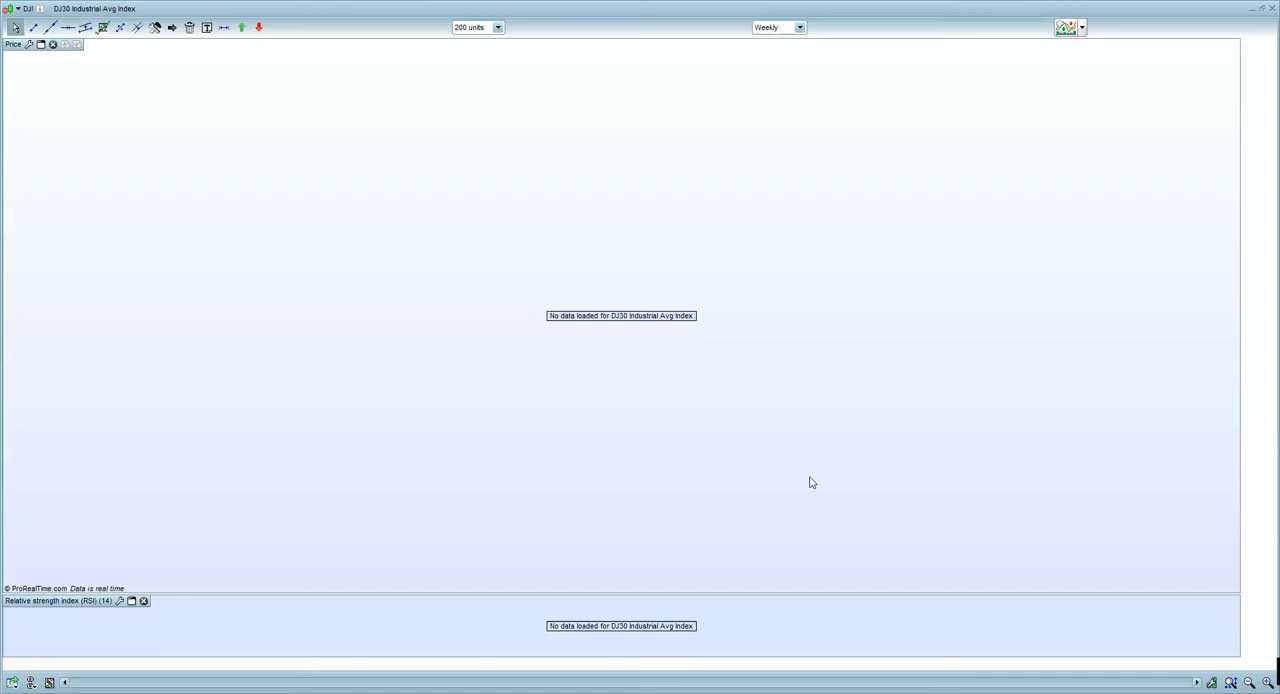 DJI DJ30 Industrial Avg Index
200 units Weekly
Price
No data loaded for DJ30 Industrial Avg Index
© ProRealTime.com Data is real time
Relative strength index (RSI) (14)
No data loaded for DJ30 Industrial Avg Index